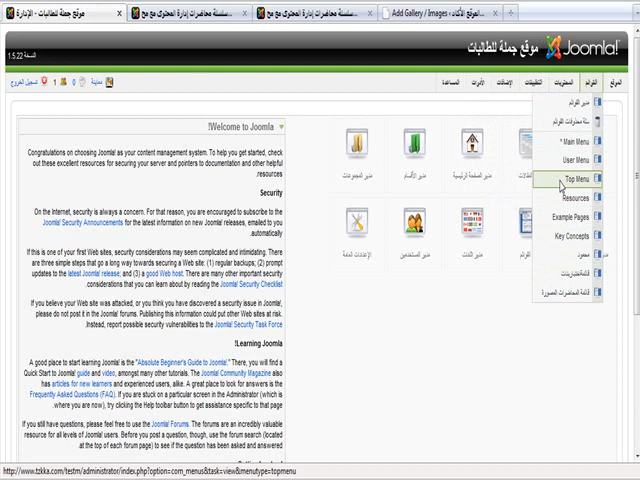 موقع جملة للطالبات - الإدارة
سلسلة محاضرات إدارة المحتوى مع مح...
سلسلة محاضرات إدارة المحتوى مع مح...
Add Gallery / Images
Joomla! موقع جملة للطالبات
النسخة 1.5.22
الموقع القوائم المحتويات التطبيقات الإضافات الأدوات المساعدة
معاينة 0 1 تسجيل الخروج
مدير القوائم
سلة محذوفات القوائم
Main Menu *
User Menu
Top Menu
Resources
Example Pages
Key Concepts
قائمة المحاضرات المصورة
مدير الصفحة الرئيسية
مدير الأقسام
مدير المجموعات
مدير اللغات
مدير المستخدمين
الإعدادات العامة
!Welcome to Joomla
Congratulations on choosing Joomla as your content management system. To help you get started, check
out these excellent resources for securing your server and pointers to documentation and other helpful
.resources
Security
On the Internet, security is always a concern. For that reason, you are encouraged to subscribe to the
Joomla! Security Announcements for the latest information on new Joomla! releases, emailed to you
.automatically
If this is one of your first Web sites, security considerations may seem complicated and intimidating. There
are three simple steps that go a long way towards securing a Web site: (1) regular backups; (2) prompt
updates to the latest Joomla! release; and (3) a good Web host. There are many other important security
.considerations that you can learn about by reading the Joomla! Security Checklist
If you believe your Web site was attacked, or you think you have discovered a security issue in Joomla!,
please do not post it in the Joomla! forums. Publishing this information could put other Web sites at risk.
.Instead, report possible security vulnerabilities to the Joomla! Security Task Force
!Learning Joomla
A good place to start learning Joomla! is the "Absolute Beginner's Guide to Joomla!." There, you will find a
Quick Start to Joomla! guide and video, amongst many other tutorials. The Joomla! Community Magazine also
has articles for new learners and experienced users, alike. A great place to look for answers is the
Frequently Asked Questions (FAQ). If you are stuck on a particular screen in the Administrator (which is
.where you are now), try clicking the Help toolbar button to get assistance specific to that page
If you still have questions, please feel free to use the Joomla! Forums. The forums are an incredibly valuable
resource for all levels of Joomla! users. Before you post a question, though, use the forum search (located
.at the top of each forum page) to see if the question has been asked and answered
http://www.tzkka.com/testm/administrator/index.php?option=com_menus&task=view&menutype=topmenu